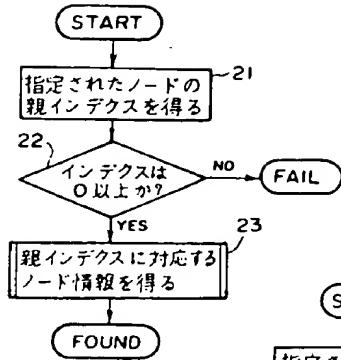 START
21
指定されたノードの
親インデクスを得る
22
インデクスは
0以上か?
NO
FAIL
YES
23
親インデクスに対応する
ノード情報を得る
FOUND
S